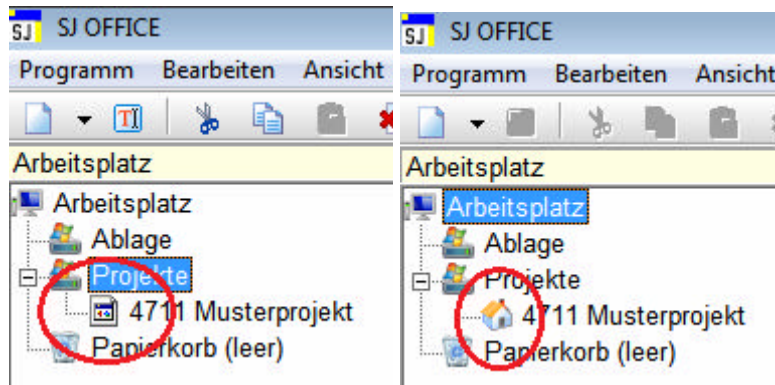 SJ SJ OFFICE
Programm Bearbeiten Ansicht
Arbeitsplatz
Arbeitsplatz
Ablage
Projekte
4711 Musterprojekt
Papierkorb (leer)
SJ SJ OFFICE
Programm Bearbeiten Ansicht
Arbeitsplatz
Arbeitsplatz
Ablage
Projekte
4711 Musterprojekt
Papierkorb (leer)